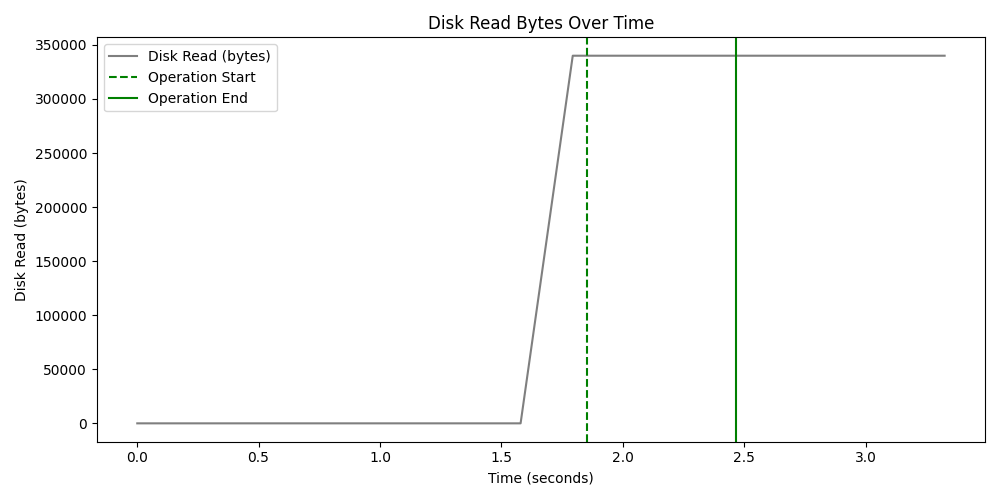 Disk Read Bytes Over Time
Disk Read (bytes)
Operation Start
Operation End
350000
300000
250000
200000
150000
100000
50000
0
Disk Read (bytes)
0.0 0.5 1.0 1.5 2.0 2.5 3.0
Time (seconds)